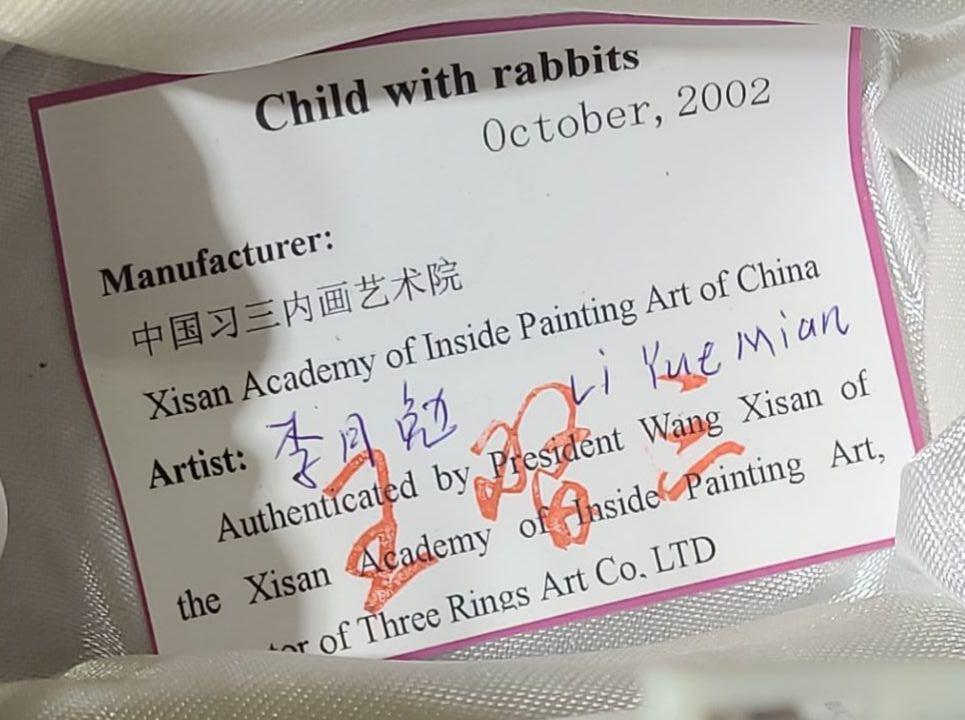 Child with rabbits
October, 2002
Manufacturer:
中国习三内画艺术院
Xisan Academy of Inside Painting Art of China
Artist: 李月勉 Li Yue Mian
Authenticated by President Wang Xisan of
the Xisan Academy of Inside Painting Art,
of Three Rings Art Co. LTD
王习三